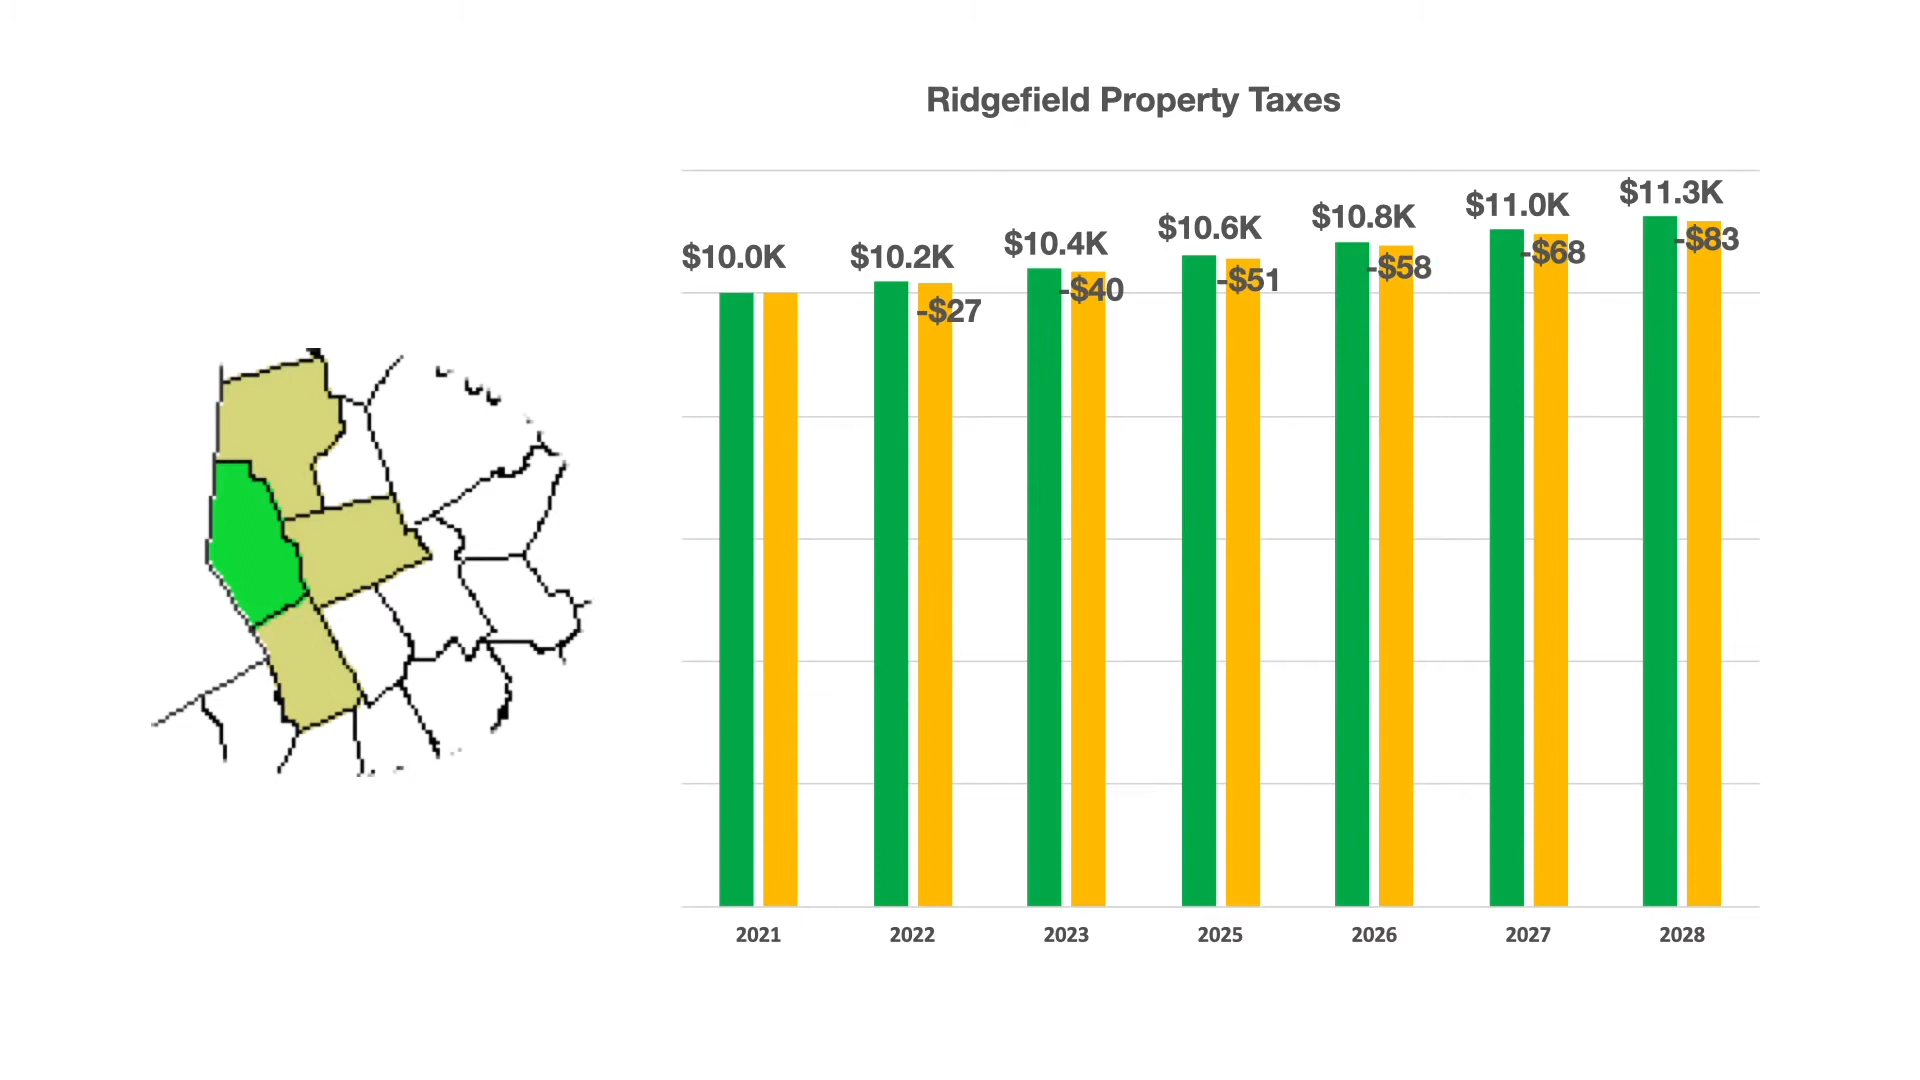 Ridgefield Property Taxes
$10.0K
$10.2K
-$27
$10.4K
-$40
$10.6K
-$51
$10.8K
-$58
$11.0K
-$68
$11.3K
-$83
2021
2022
2023
2025
2026
2027
2028